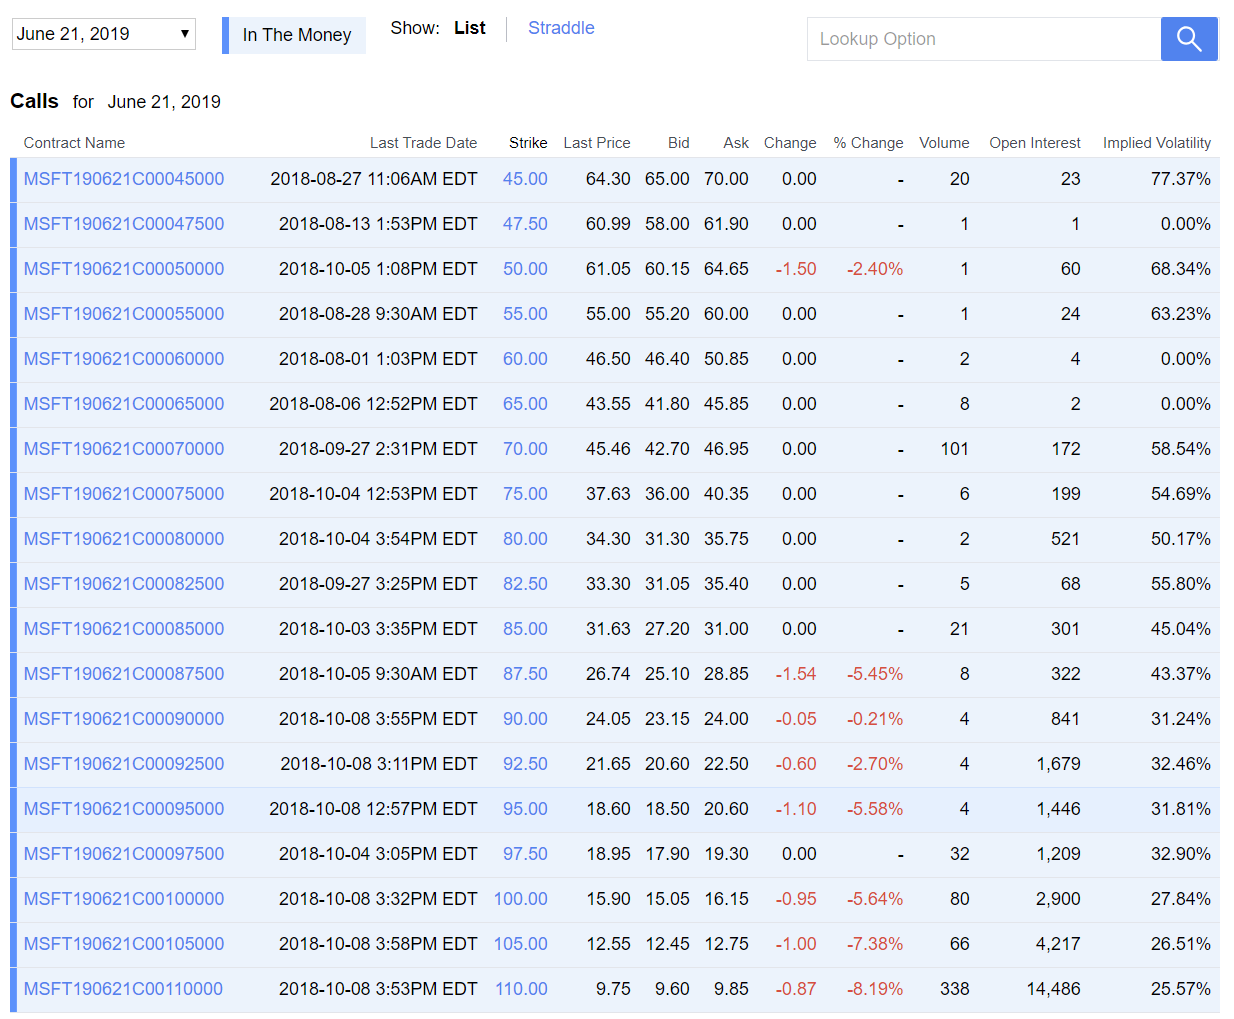 June 21, 2019 ▼ In The Money Show: List Straddle Lookup Option
Calls for June 21, 2019
Contract Name Last Trade Date Strike Last Price Bid Ask Change % Change Volume Open Interest Implied Volatility
MSFT190621C00045000 2018-08-27 11:06AM EDT 45.00 64.30 65.00 70.00 0.00 - 20 23 77.37%
MSFT190621C00047500 2018-08-13 1:53PM EDT 47.50 60.99 58.00 61.90 0.00 - 1 1 0.00%
MSFT190621C00050000 2018-10-05 1:08PM EDT 50.00 61.05 60.15 64.65 -1.50 -2.40% 1 60 68.34%
MSFT190621C00055000 2018-08-28 9:30AM EDT 55.00 55.00 55.20 60.00 0.00 - 1 24 63.23%
MSFT190621C00060000 2018-08-01 1:03PM EDT 60.00 46.50 46.40 50.85 0.00 - 2 4 0.00%
MSFT190621C00065000 2018-08-06 12:52PM EDT 65.00 43.55 41.80 45.85 0.00 - 8 2 0.00%
MSFT190621C00070000 2018-09-27 2:31PM EDT 70.00 45.46 42.70 46.95 0.00 - 101 172 58.54%
MSFT190621C00075000 2018-10-04 12:53PM EDT 75.00 37.63 36.00 40.35 0.00 - 6 199 54.69%
MSFT190621C00080000 2018-10-04 3:54PM EDT 80.00 34.30 31.30 35.75 0.00 - 2 521 50.17%
MSFT190621C00082500 2018-09-27 3:25PM EDT 82.50 33.30 31.05 35.40 0.00 - 5 68 55.80%
MSFT190621C00085000 2018-10-03 3:35PM EDT 85.00 31.63 27.20 31.00 0.00 - 21 301 45.04%
MSFT190621C00087500 2018-10-05 9:30AM EDT 87.50 26.74 25.10 28.85 -1.54 -5.45% 8 322 43.37%
MSFT190621C00090000 2018-10-08 3:55PM EDT 90.00 24.05 23.15 24.00 -0.05 -0.21% 4 841 31.24%
MSFT190621C00092500 2018-10-08 3:11PM EDT 92.50 21.65 20.60 22.50 -0.60 -2.70% 4 1,679 32.46%
MSFT190621C00095000 2018-10-08 12:57PM EDT 95.00 18.60 18.50 20.60 -1.10 -5.58% 4 1,446 31.81%
MSFT190621C00097500 2018-10-04 3:05PM EDT 97.50 18.95 17.90 19.30 0.00 - 32 1,209 32.90%
MSFT190621C00100000 2018-10-08 3:32PM EDT 100.00 15.90 15.05 16.15 -0.95 -5.64% 80 2,900 27.84%
MSFT190621C00105000 2018-10-08 3:58PM EDT 105.00 12.55 12.45 12.75 -1.00 -7.38% 66 4,217 26.51%
MSFT190621C00110000 2018-10-08 3:53PM EDT 110.00 9.75 9.60 9.85 -0.87 -8.19% 338 14,486 25.57%